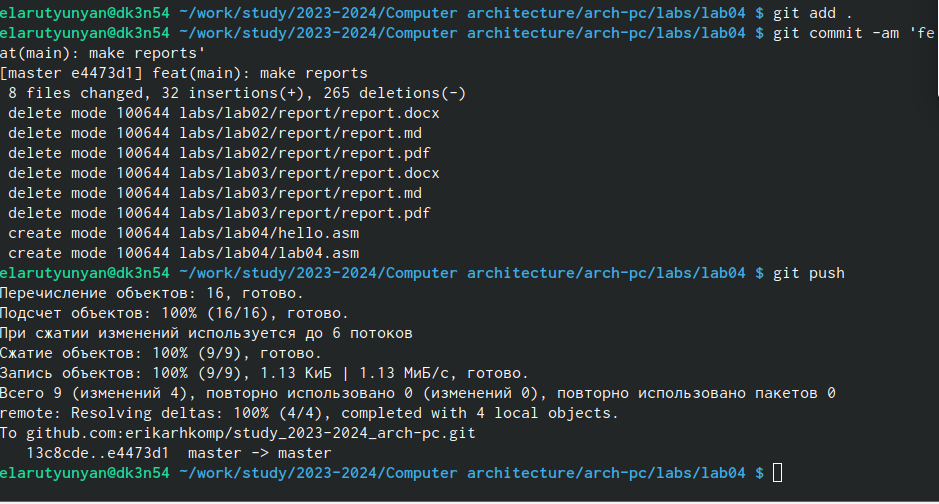 elarutyunyan@dk3n54 ~/work/study/2023-2024/Computer architecture/arch-pc/labs/lab04 $ git add .
elarutyunyan@dk3n54 ~/work/study/2023-2024/Computer architecture/arch-pc/labs/lab04 $ git commit -am 'fe
at(main): make reports'
[master e4473d1] feat(main): make reports
 8 files changed, 32 insertions(+), 265 deletions(-)
 delete mode 100644 labs/lab02/report/report.docx
 delete mode 100644 labs/lab02/report/report.md
 delete mode 100644 labs/lab02/report/report.pdf
 delete mode 100644 labs/lab03/report/report.docx
 delete mode 100644 labs/lab03/report/report.md
 delete mode 100644 labs/lab03/report/report.pdf
 create mode 100644 labs/lab04/hello.asm
 create mode 100644 labs/lab04/lab04.asm
elarutyunyan@dk3n54 ~/work/study/2023-2024/Computer architecture/arch-pc/labs/lab04 $ git push
Перечисление объектов: 16, готово.
Подсчет объектов: 100% (16/16), готово.
При сжатии изменений используется до 6 потоков
Сжатие объектов: 100% (9/9), готово.
Запись объектов: 100% (9/9), 1.13 КиБ | 1.13 МиБ/с, готово.
Всего 9 (изменений 4), повторно использовано 0 (изменений 0), повторно использовано пакетов 0
remote: Resolving deltas: 100% (4/4), completed with 4 local objects.
To github.com:erikarhkomp/study_2023-2024_arch-pc.git
   13c8cde..e4473d1  master -> master
elarutyunyan@dk3n54 ~/work/study/2023-2024/Computer architecture/arch-pc/labs/lab04 $